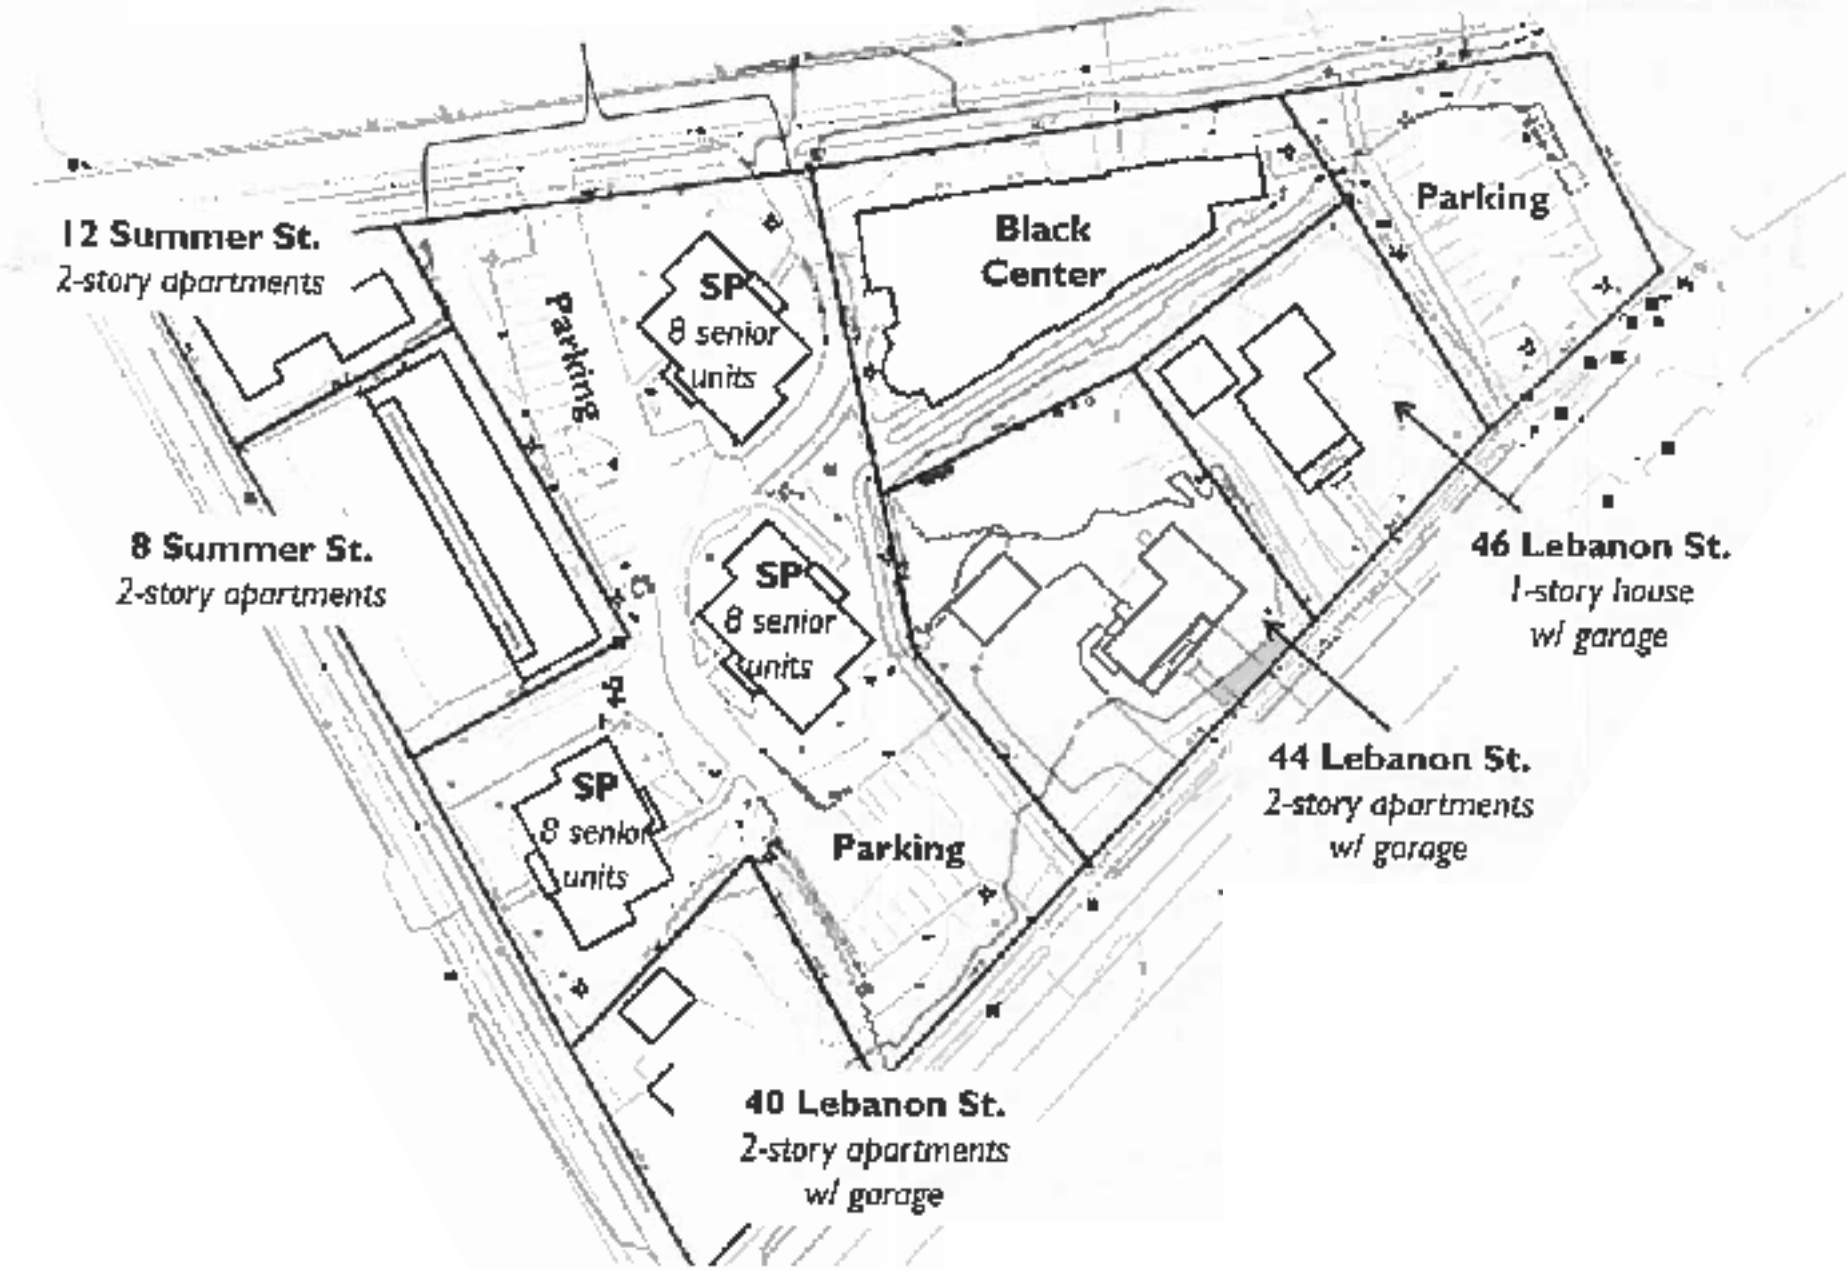 12 Summer St.
2-story apartments
Parking
SP
8 senior
units
Black
Center
Parking
8 Summer St.
2-story apartments
SP
8 senior
units
46 Lebanon St.
1-story house
w/ garage
44 Lebanon St.
2-story apartments
w/ garage
SP
8 senior
units
Parking
40 Lebanon St.
2-story apartments
w/ garage